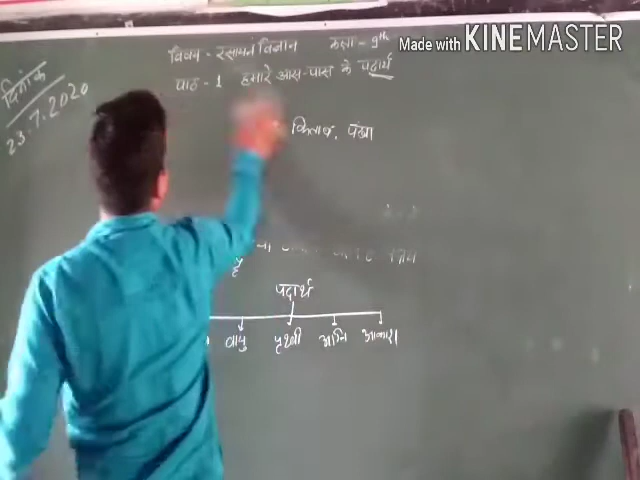 Made with KINEMASTER
विषय - रसायन विज्ञान कक्षा - 9th
दिनांक
23.7.2020
पाठ - 1 हमारे आस-पास के पदार्थ
किताब, पंखा
पदार्थ
वायु पृथ्वी अग्नि आकाश